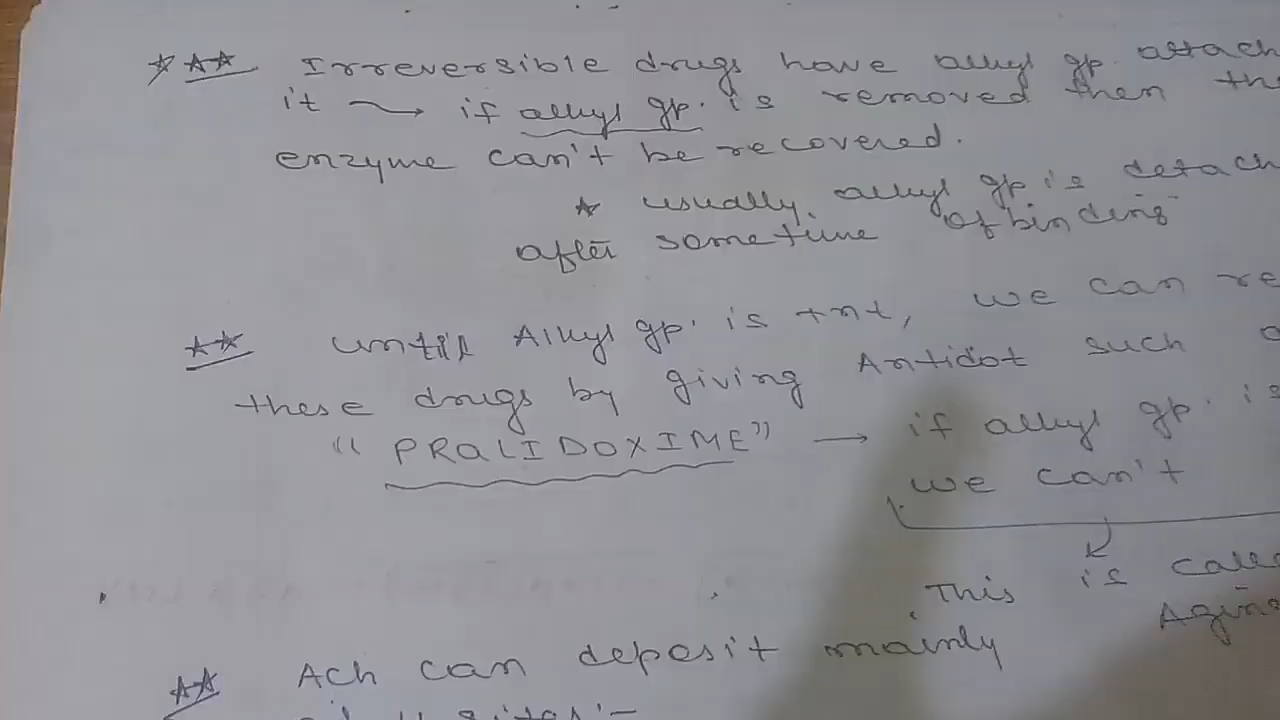 *** Irreversible drugs have alkyl gp. attach
it → if alkyl gp. is removed then the
enzyme can't be recovered.
* usually alkyl gp is detach
after sometime of binding
** until Alkyl gp. is +nt, we can re
these drugs by giving Antidot such a
"PRALIDOXIME" → if alkyl gp. is
we can't
This is calle
Aging
** Ach can deposit mainly
sites:-